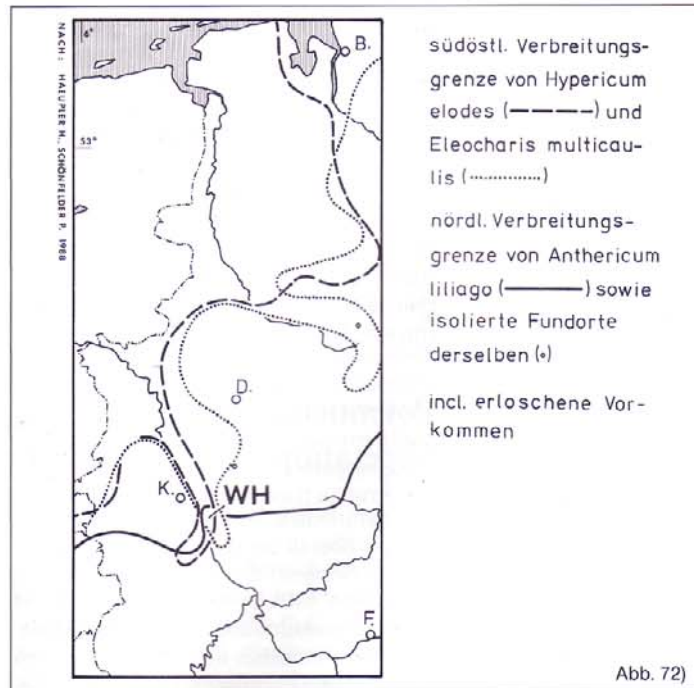 NACH: HAEUPLER H., SCHÖNFELDER P. 1988
4°
53°
B.
D.
K.
WH
F.
südöstl. Verbreitungs-
grenze von Hypericum
elodes (– – – –) und
Eleocharis multicau-
lis (............)
nördl. Verbreitungs-
grenze von Anthericum
liliago (———) sowie
isolierte Fundorte
derselben (∘)
incl. erloschene Vor-
kommen
Abb. 72)